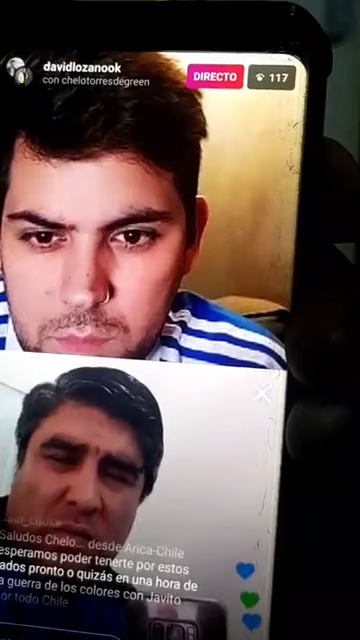 davidlozanook
con chelotorresdegreen
DIRECTO
117
Saludos Chelo... desde Arica-Chile
esperamos poder tenerte por estos
ados pronto o quizás en una hora de
a guerra de los colores con Javito
or todo Chile